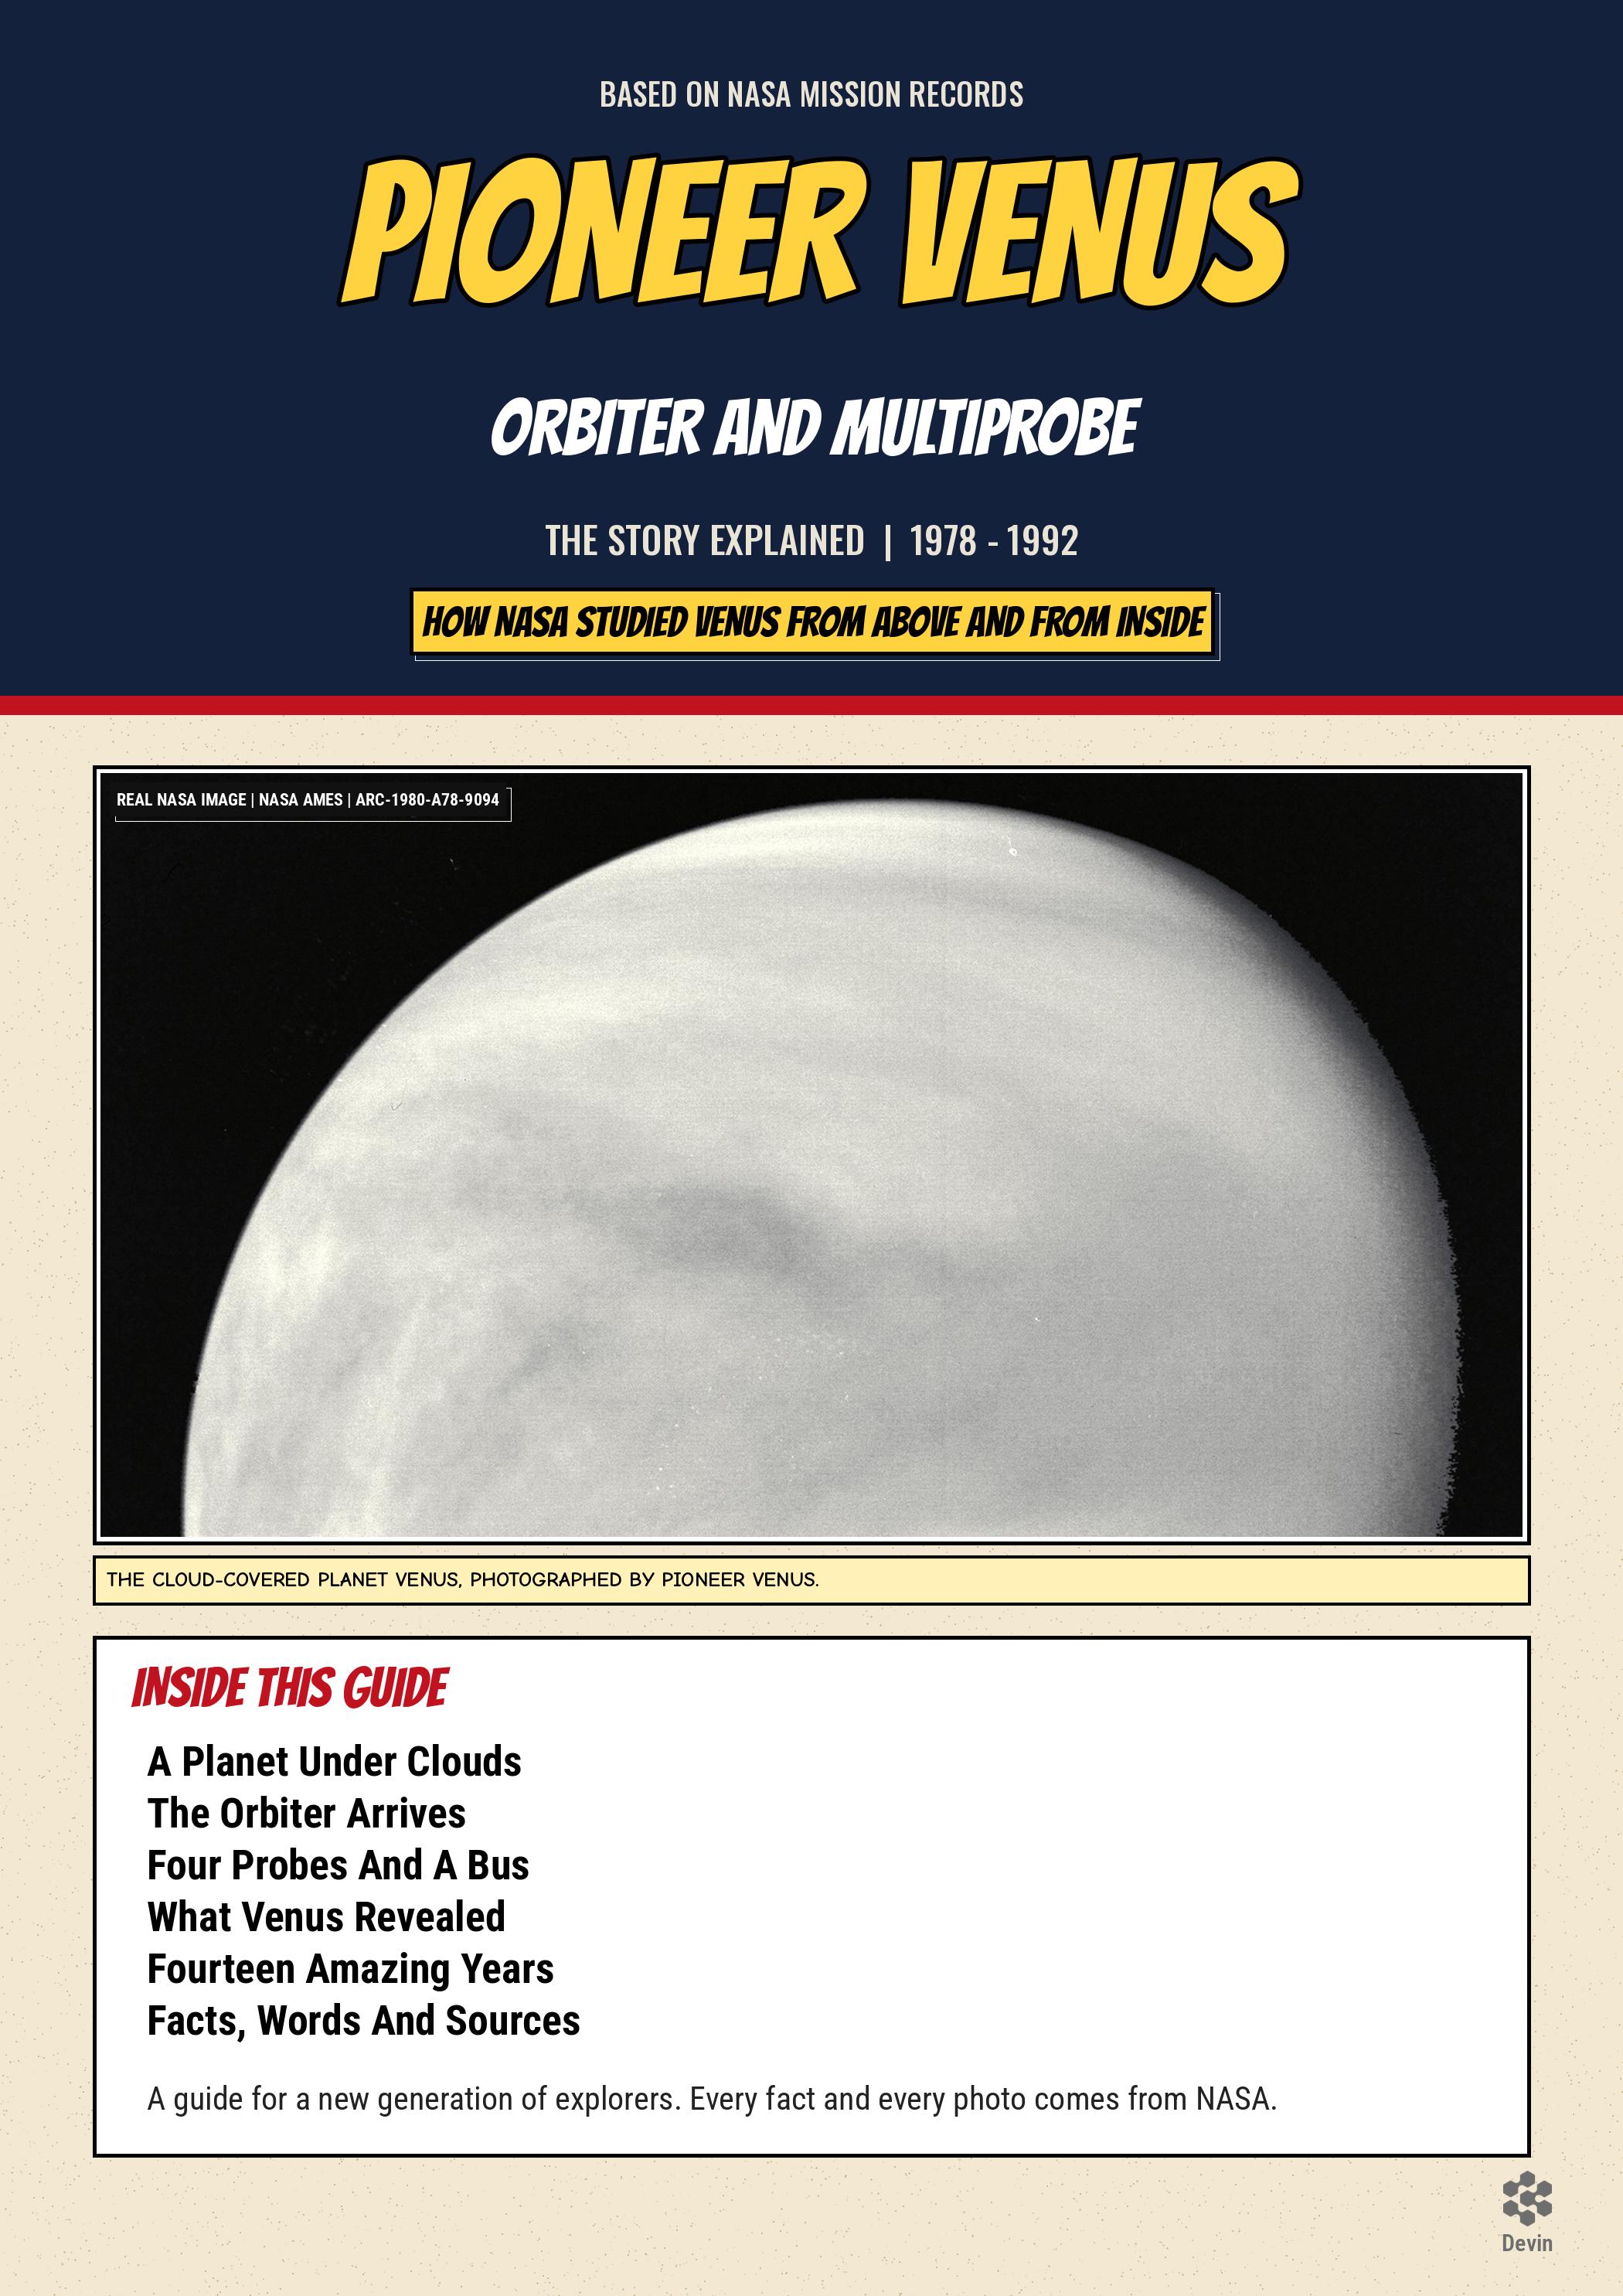 BASED ON NASA MISSION RECORDS
PIONEER VENUS
ORBITER AND MULTIPROBE
THE STORY EXPLAINED | 1978 - 1992
HOW NASA STUDIED VENUS FROM ABOVE AND FROM INSIDE
REAL NASA IMAGE | NASA AMES | ARC-1980-A78-9094
THE CLOUD-COVERED PLANET VENUS, PHOTOGRAPHED BY PIONEER VENUS.
INSIDE THIS GUIDE
A Planet Under Clouds
The Orbiter Arrives
Four Probes And A Bus
What Venus Revealed
Fourteen Amazing Years
Facts, Words And Sources
A guide for a new generation of explorers. Every fact and every photo comes from NASA.
Devin